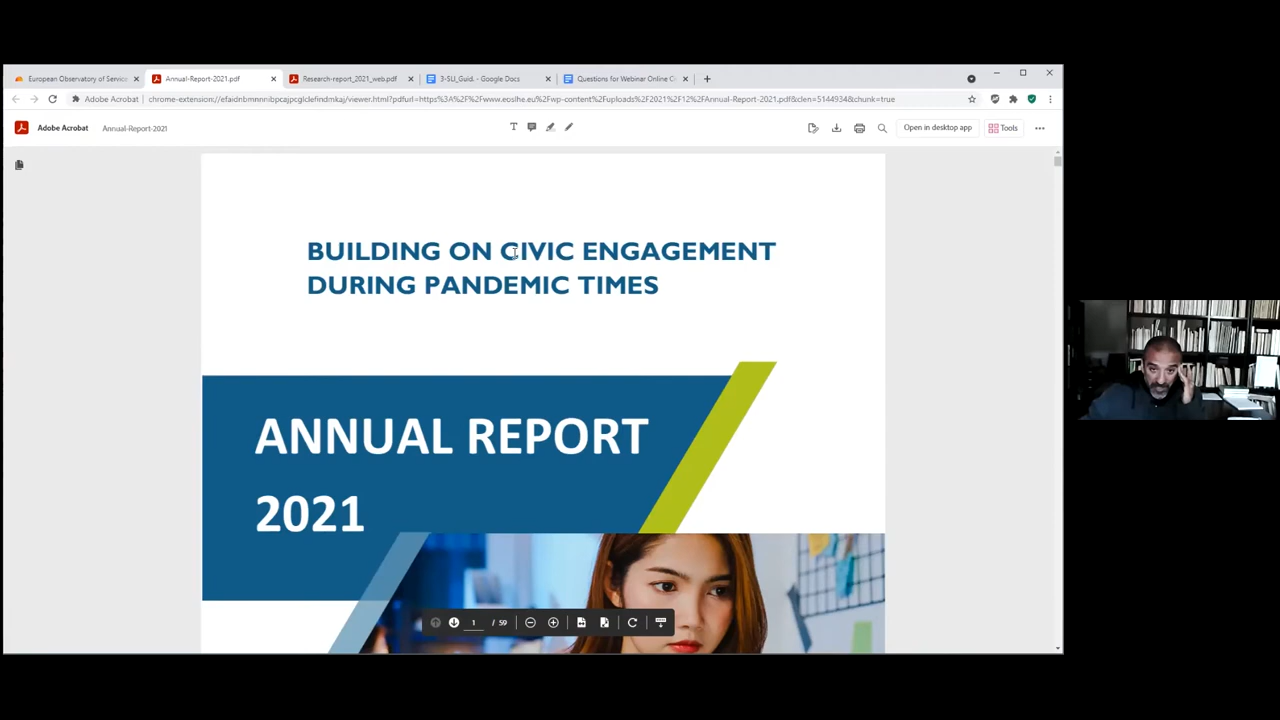 European Observatory of Service
Annual-Report-2021.pdf
Research-report_2021_web.pdf
3-SLI_Guid. - Google Docs
Questions for Webinar Online C
Adobe Acrobat
chrome-extension://efaidnbmnnnibpcajpcglclefindmkaj/viewer.html?pdfurl=https%3A%2F%2Fwww.eoslhe.eu%2Fwp-content%2Fuploads%2F2021%2F12%2FAnnual-Report-2021.pdf&clen=5144934&chunk=true
Adobe Acrobat
Annual-Report-2021
Open in desktop app
Tools
BUILDING ON CIVIC ENGAGEMENT
DURING PANDEMIC TIMES
ANNUAL REPORT
2021
1 / 59